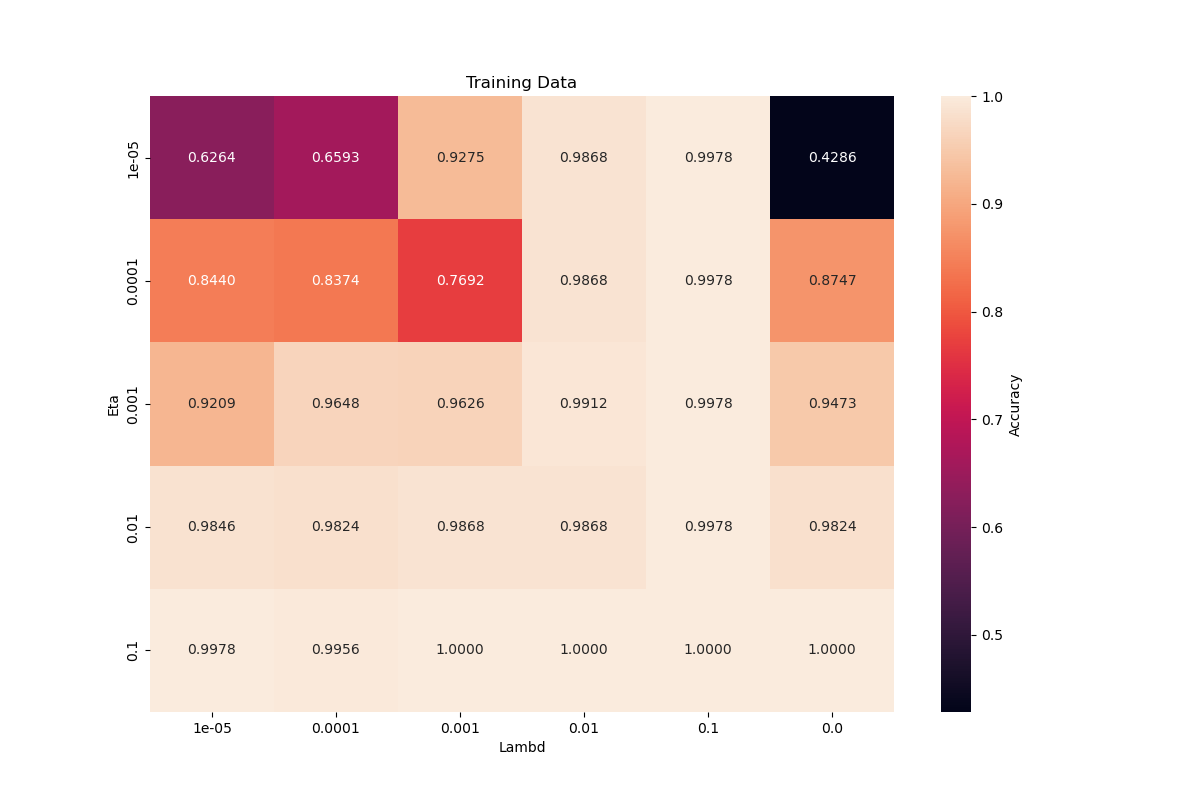 Training Data
1e-05 0.6264 0.6593 0.9275 0.9868 0.9978 0.4286
0.0001 0.8440 0.8374 0.7692 0.9868 0.9978 0.8747
0.001 0.9209 0.9648 0.9626 0.9912 0.9978 0.9473
0.01 0.9846 0.9824 0.9868 0.9868 0.9978 0.9824
0.1 0.9978 0.9956 1.0000 1.0000 1.0000 1.0000
1e-05 0.0001 0.001 0.01 0.1 0.0
Lambd
Eta
1.0
0.9
0.8
0.7
0.6
0.5
Accuracy